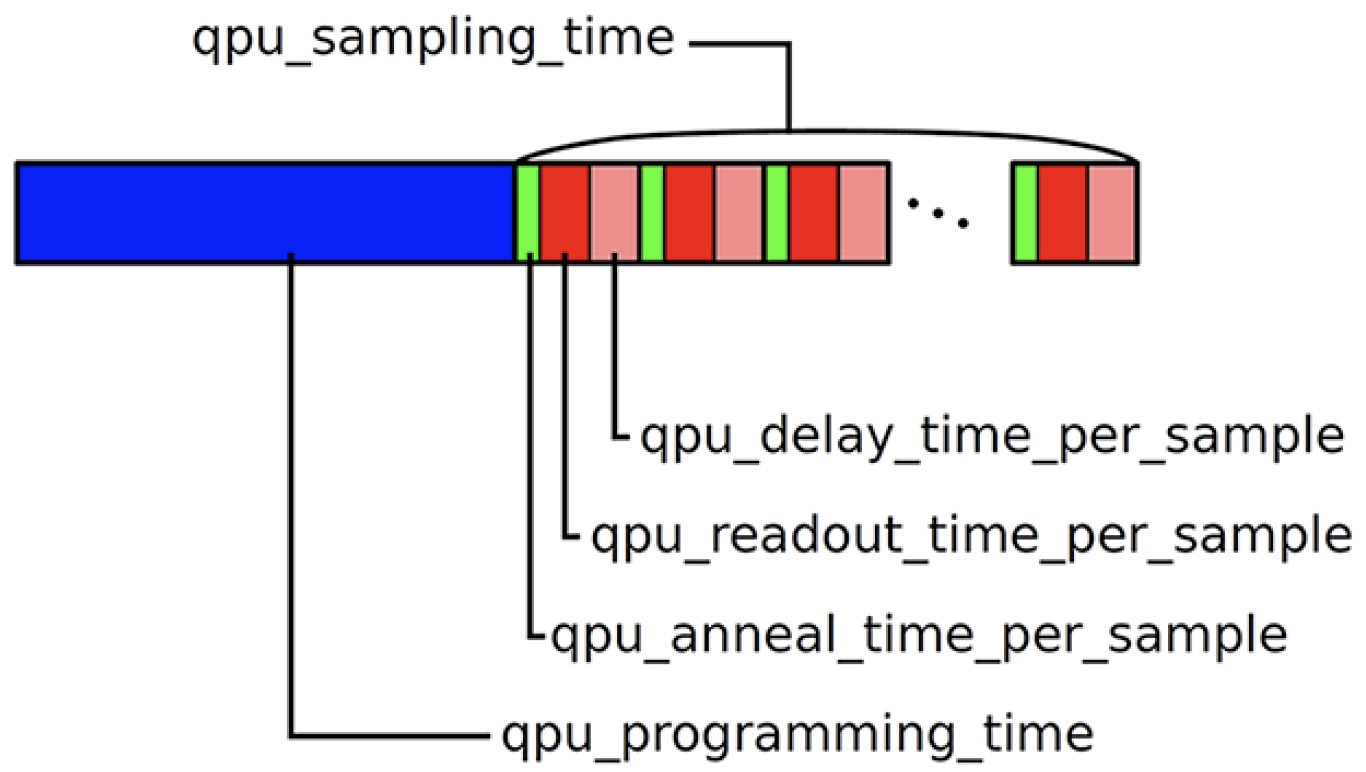 qpu_sampling_time
qpu_delay_time_per_sample
qpu_readout_time_per_sample
qpu_anneal_time_per_sample
qpu_programming_time